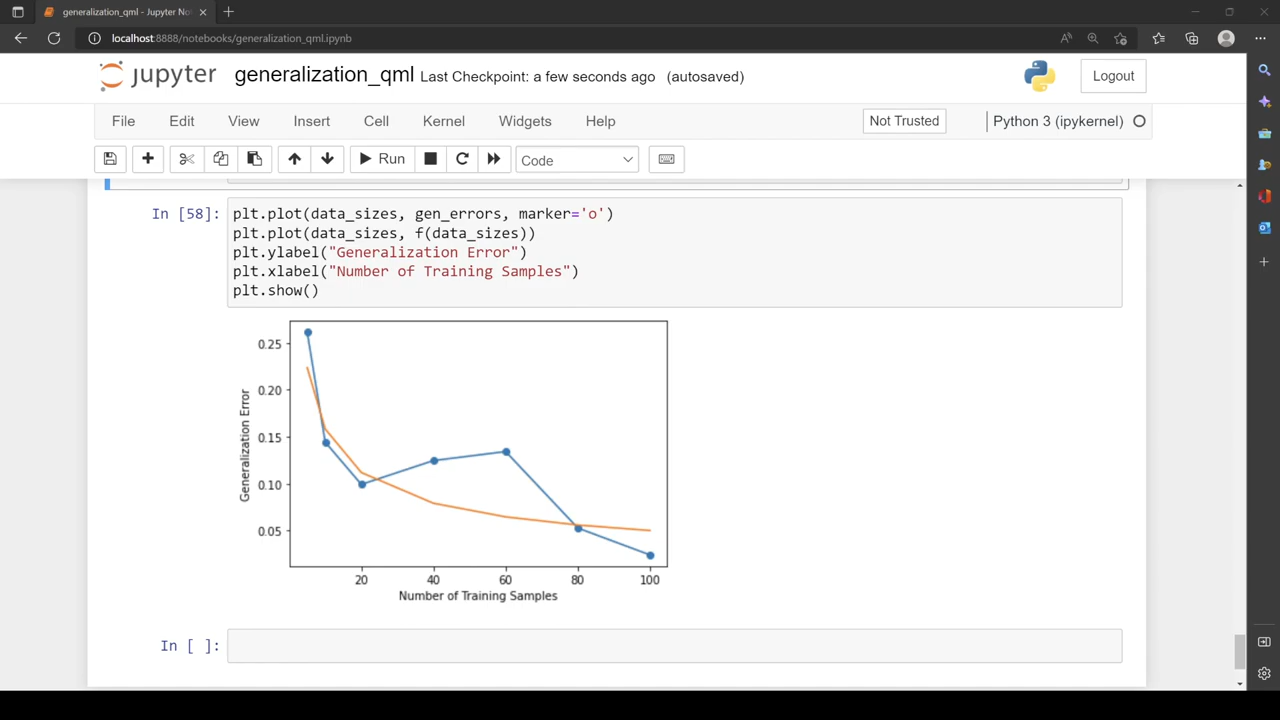 generalization_qml - Jupyter No
localhost:8888/notebooks/generalization_qml.ipynb
jupyter generalization_qml Last Checkpoint: a few seconds ago (autosaved)
Logout
File Edit View Insert Cell Kernel Widgets Help
Not Trusted
Python 3 (ipykernel)
Run
Code
In [58]:
plt.plot(data_sizes, gen_errors, marker='o')
plt.plot(data_sizes, f(data_sizes))
plt.ylabel("Generalization Error")
plt.xlabel("Number of Training Samples")
plt.show()
Generalization Error
0.25
0.20
0.15
0.10
0.05
20 40 60 80 100
Number of Training Samples
In [ ]: